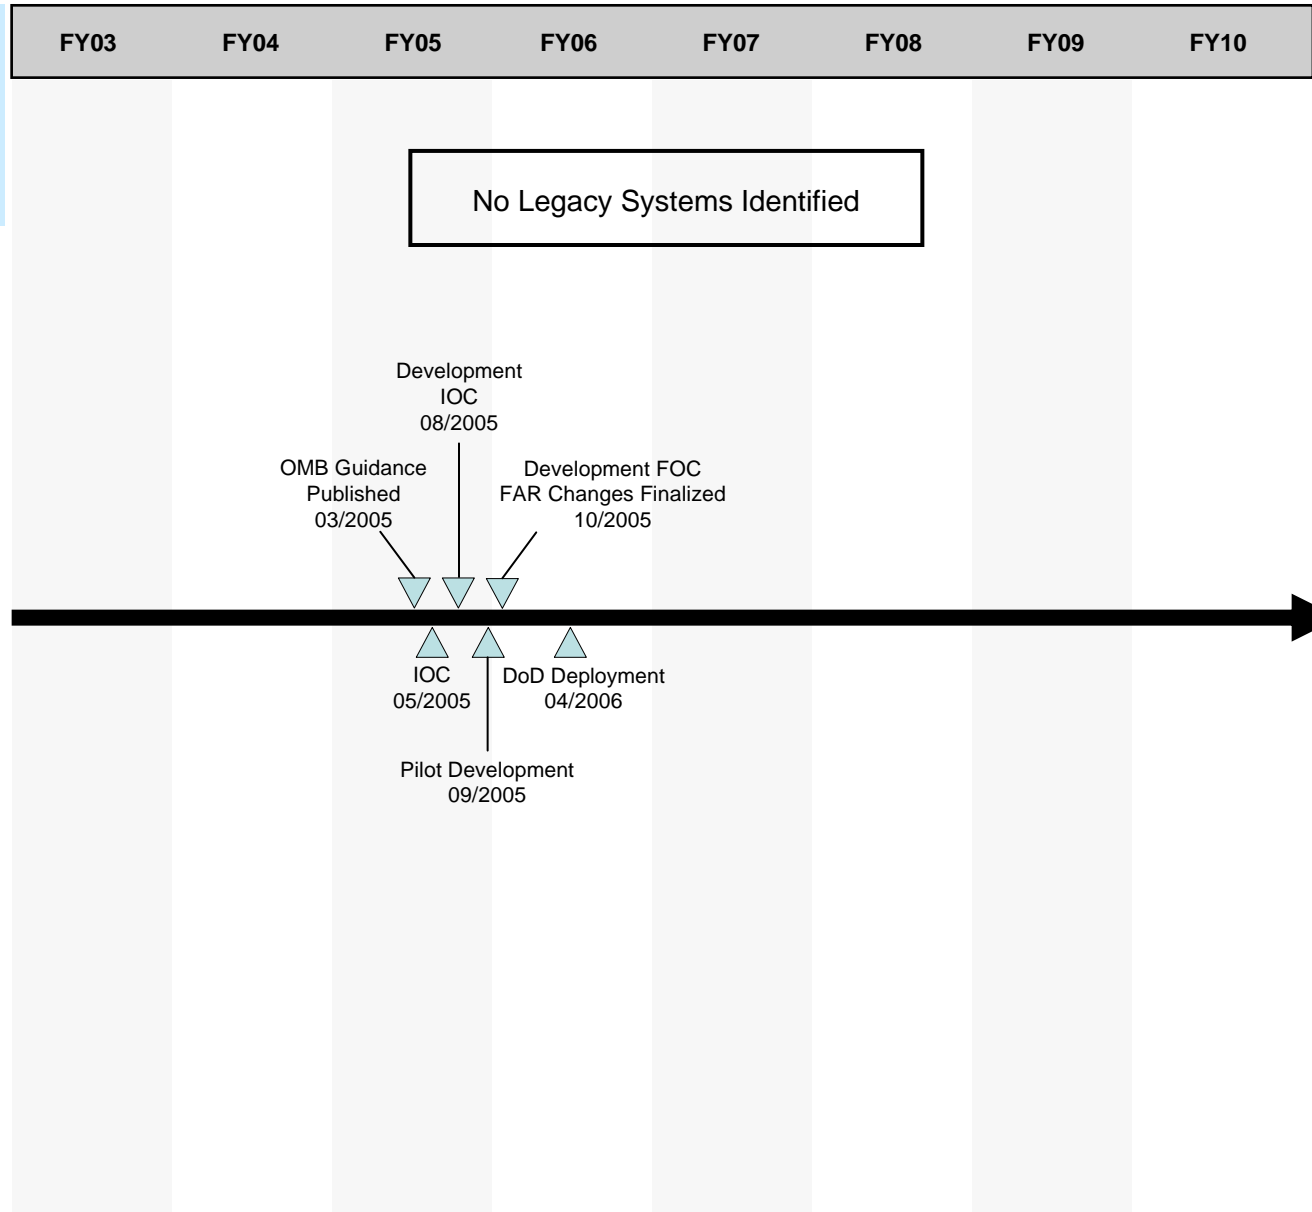 FY03 FY04 FY05 FY06 FY07 FY08 FY09 FY10
No Legacy Systems Identified
Development
IOC
08/2005
OMB Guidance
Published
03/2005
Development FOC
FAR Changes Finalized
10/2005
IOC
05/2005
DoD Deployment
04/2006
Pilot Development
09/2005